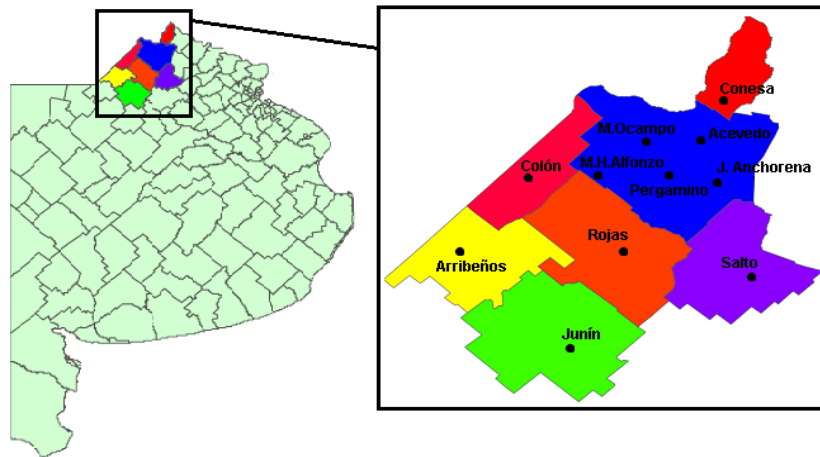 Conesa
M.Ocampo
Acevedo
Colón
M.H.Alfonzo
J. Anchorena
Pergamino
Rojas
Arribeños
Salto
Junín